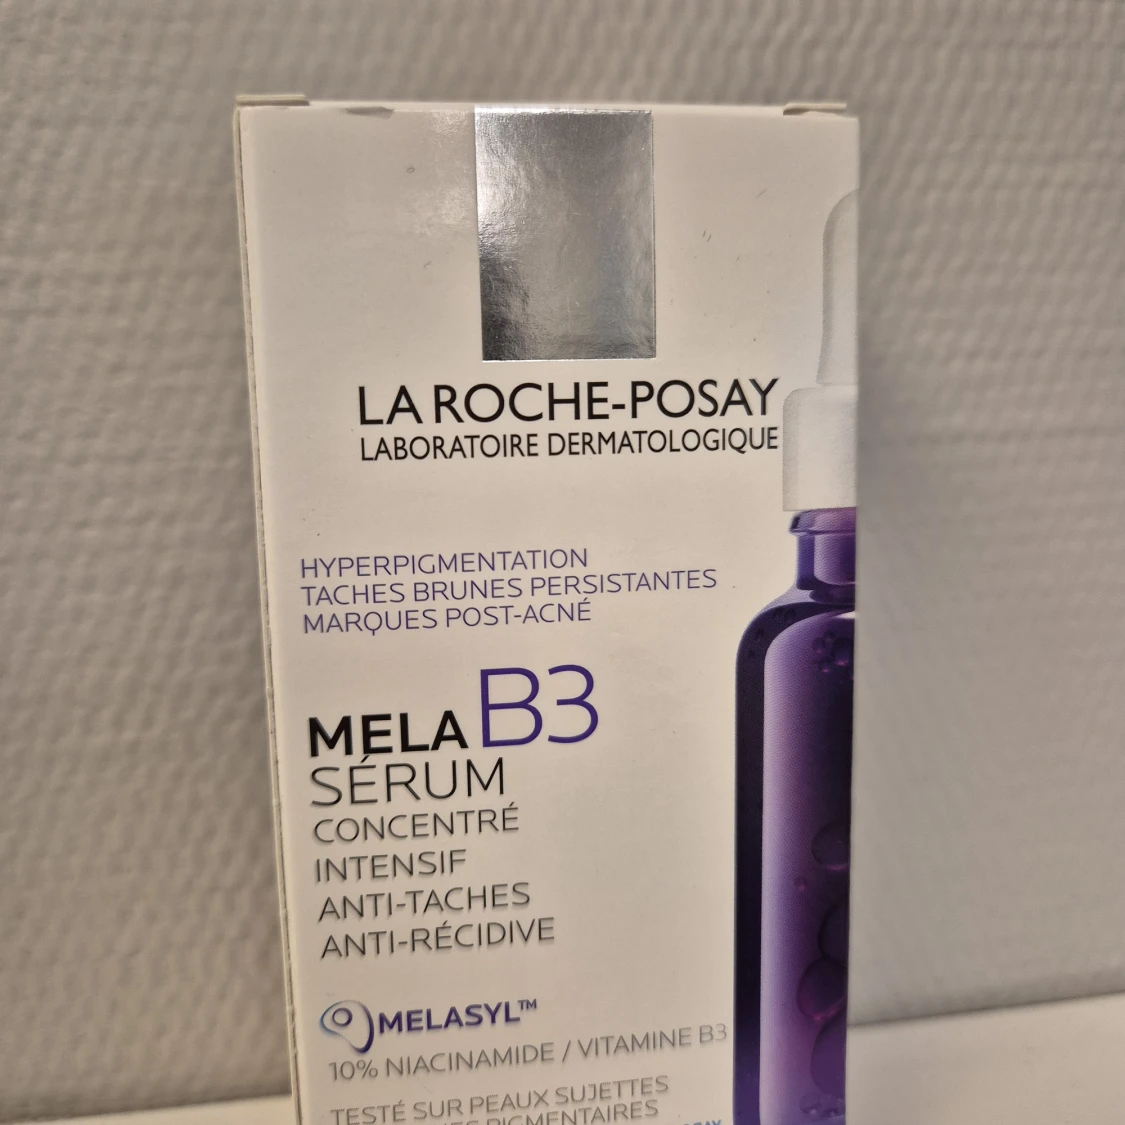 LA ROCHE-POSAY
LABORATOIRE DERMATOLOGIQUE
HYPERPIGMENTATION
TACHES BRUNES PERSISTANTES
MARQUES POST-ACNÉ
MELA B3
SÉRUM
CONCENTRÉ
INTENSIF
ANTI-TACHES
ANTI-RÉCIDIVE
MELASYL™
10% NIACINAMIDE / VITAMINE B3
TESTÉ SUR PEAUX SUJETTES
PIGMENTAIRES